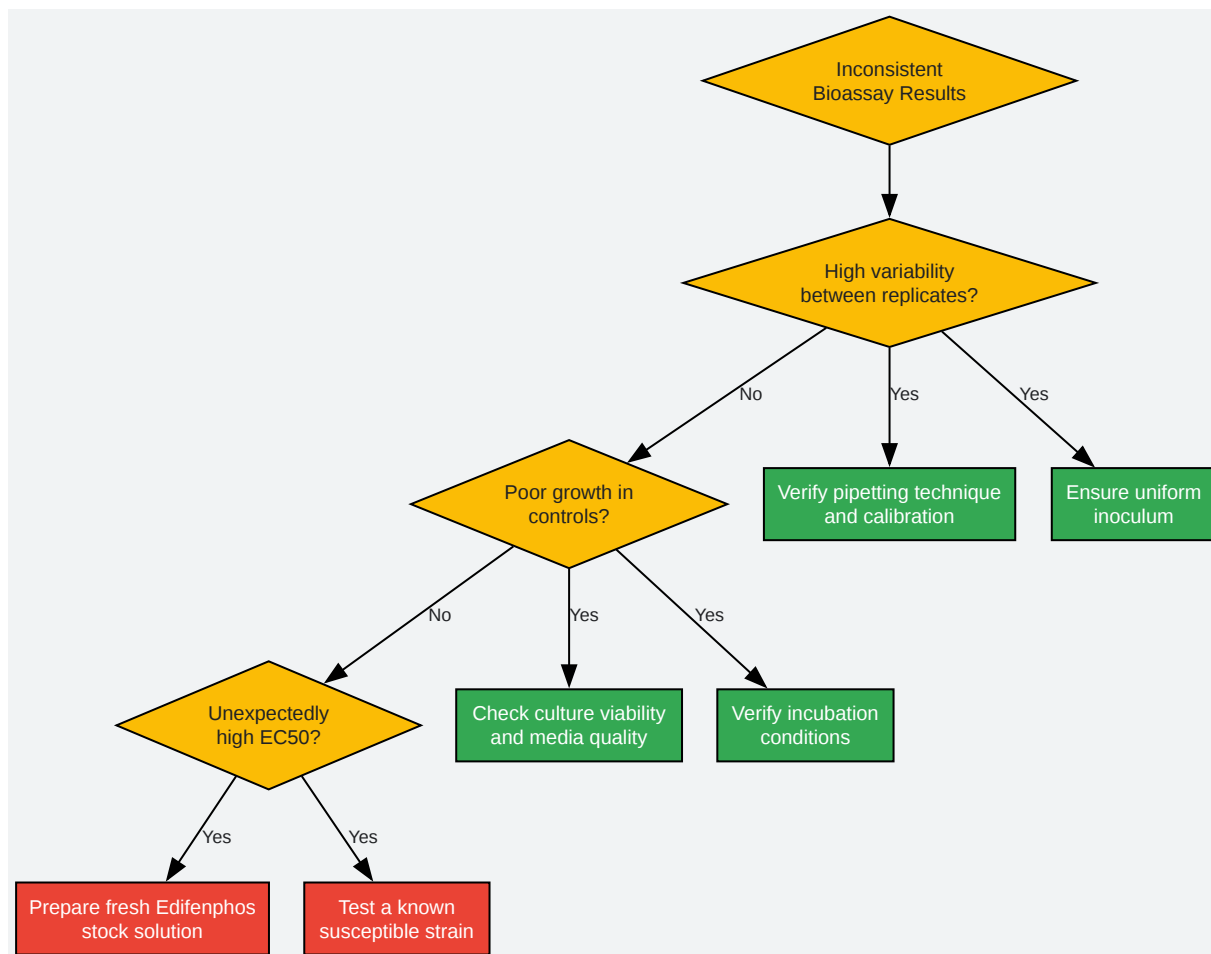 Inconsistent
Bioassay Results
High variability
between replicates?
No
Yes
Yes
Poor growth in
controls?
Verify pipetting technique
and calibration
Ensure uniform
inoculum
No
Yes
Yes
Unexpectedly
high EC50?
Check culture viability
and media quality
Verify incubation
conditions
Yes
Yes
Prepare fresh Edifenphos
stock solution
Test a known
susceptible strain